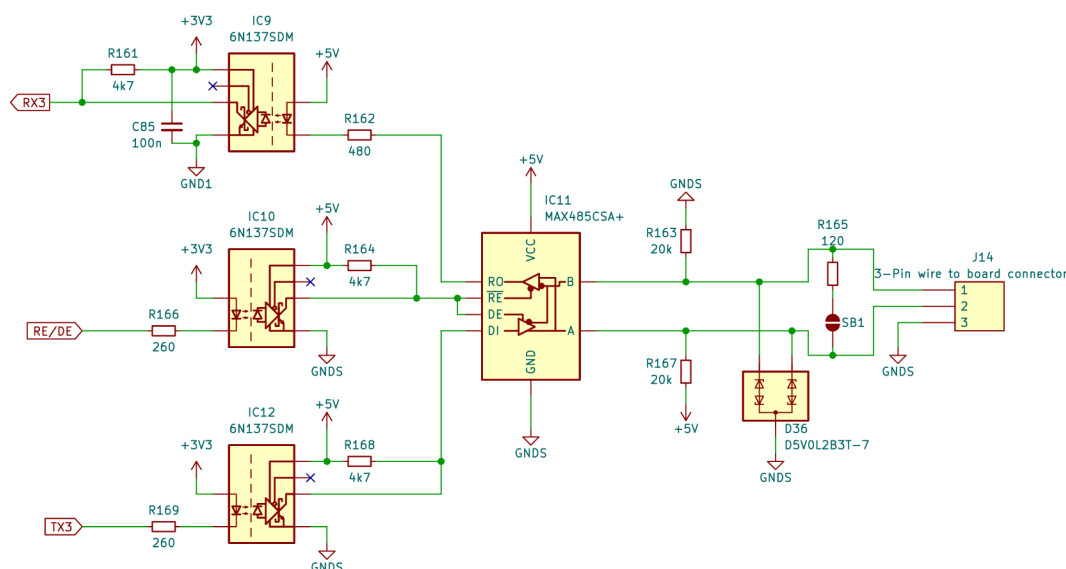 +3V3
IC9
6N137SDM
+5V
R161
4k7
RX3
C85
100n
GND1
R162
480
+5V
IC11
MAX485CSA+
VCC
RO
RE
DE
DI
GND
B
A
GNDS
IC10
6N137SDM
+5V
+3V3
R164
4k7
RE/DE
R166
260
GNDS
GNDS
R163
20k
R165
120
SB1
J14
3-Pin wire to board connector
1
2
3
GNDS
R167
20k
+5V
D36
D5V0L2B3T-7
GNDS
IC12
6N137SDM
+5V
+3V3
R168
4k7
TX3
R169
260
GNDS